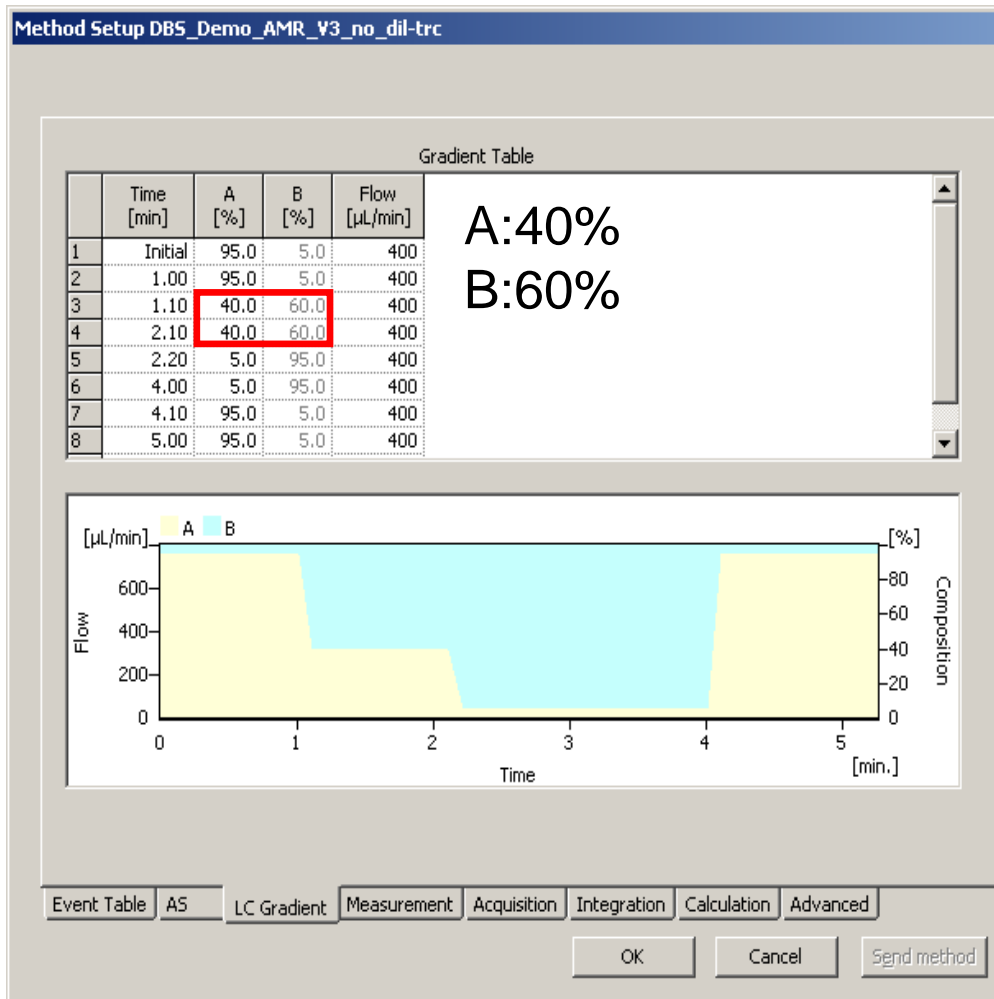 Method Setup DBS_Demo_AMR_V3_no_dil-trc
Gradient Table
Time [min] A [%] B [%] Flow [µL/min]
1 Initial 95.0 5.0 400
2 1.00 95.0 5.0 400
3 1.10 40.0 60.0 400
4 2.10 40.0 60.0 400
5 2.20 5.0 95.0 400
6 4.00 5.0 95.0 400
7 4.10 95.0 5.0 400
8 5.00 95.0 5.0 400
A:40%
B:60%
[µL/min] A B [%]
600
400
200
0
Flow
80
60
40
20
0
Composition
0 1 2 3 4 5
Time [min.]
Event Table AS LC Gradient Measurement Acquisition Integration Calculation Advanced
OK Cancel Send method